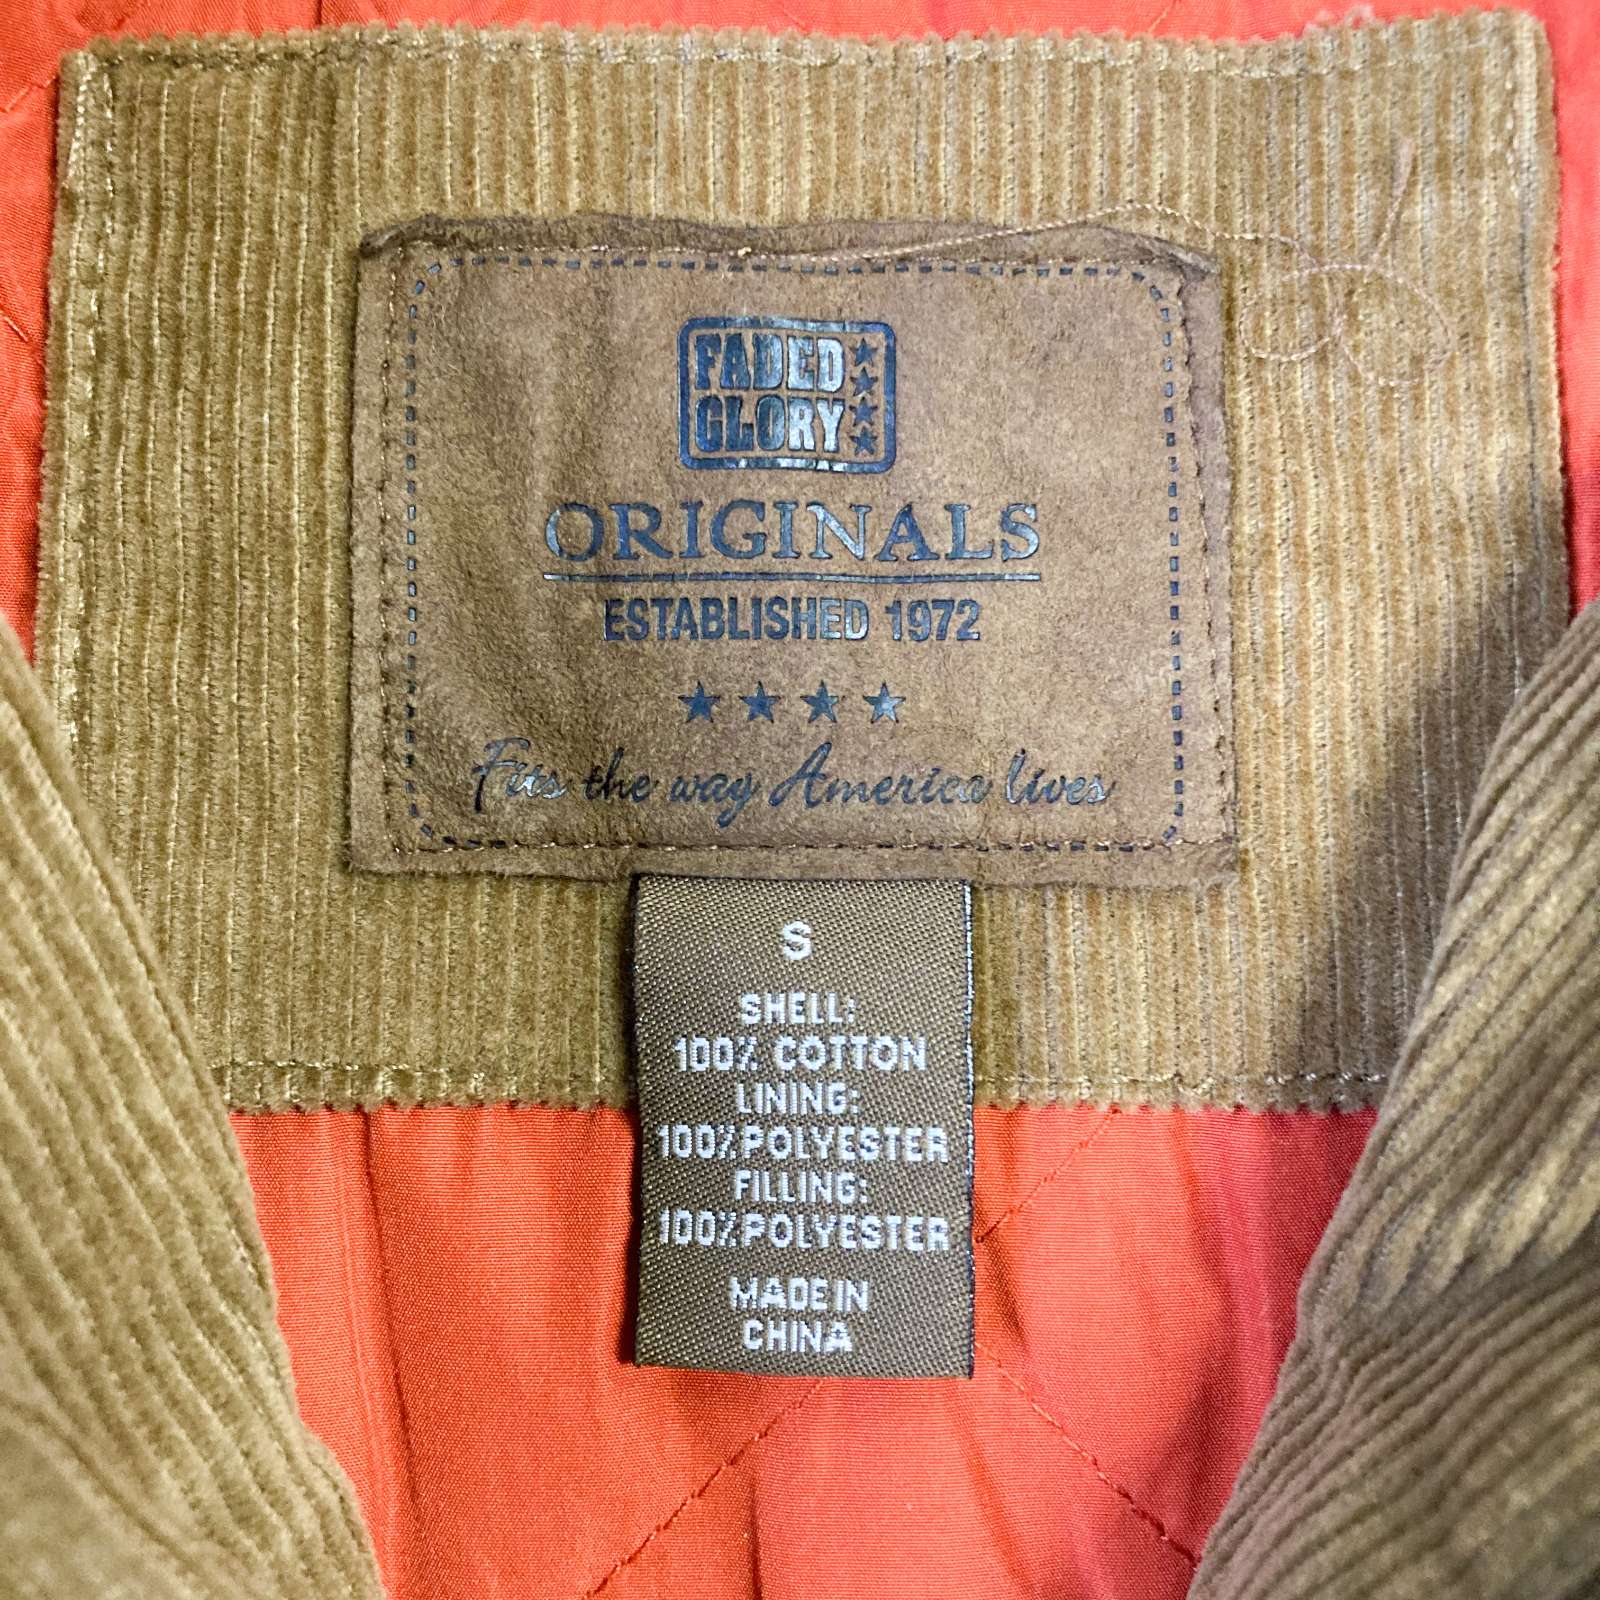 FADED
GLORY
ORIGINALS
ESTABLISHED 1972
Fits the way America lives
S
SHELL:
100% COTTON
LINING:
100% POLYESTER
FILLING:
100% POLYESTER
MADE IN
CHINA